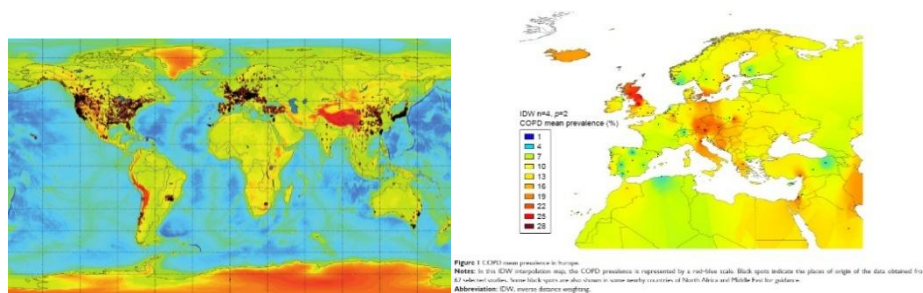 IDW n=4, p=2
COPD mean prevalence (%)
1
4
7
10
13
16
19
22
25
28
Figure 1 COPD mean prevalence in Europe.
Notes: In this IDW interpolation map, the COPD prevalence is represented by a red-blue scale. Black spots indicate the places of origin of the data obtained fro
62 selected studies. Some black spots are also shown in some nearby countries of North Africa and Middle East for guidance.
Abbreviation: IDW, inverse distance weighting.